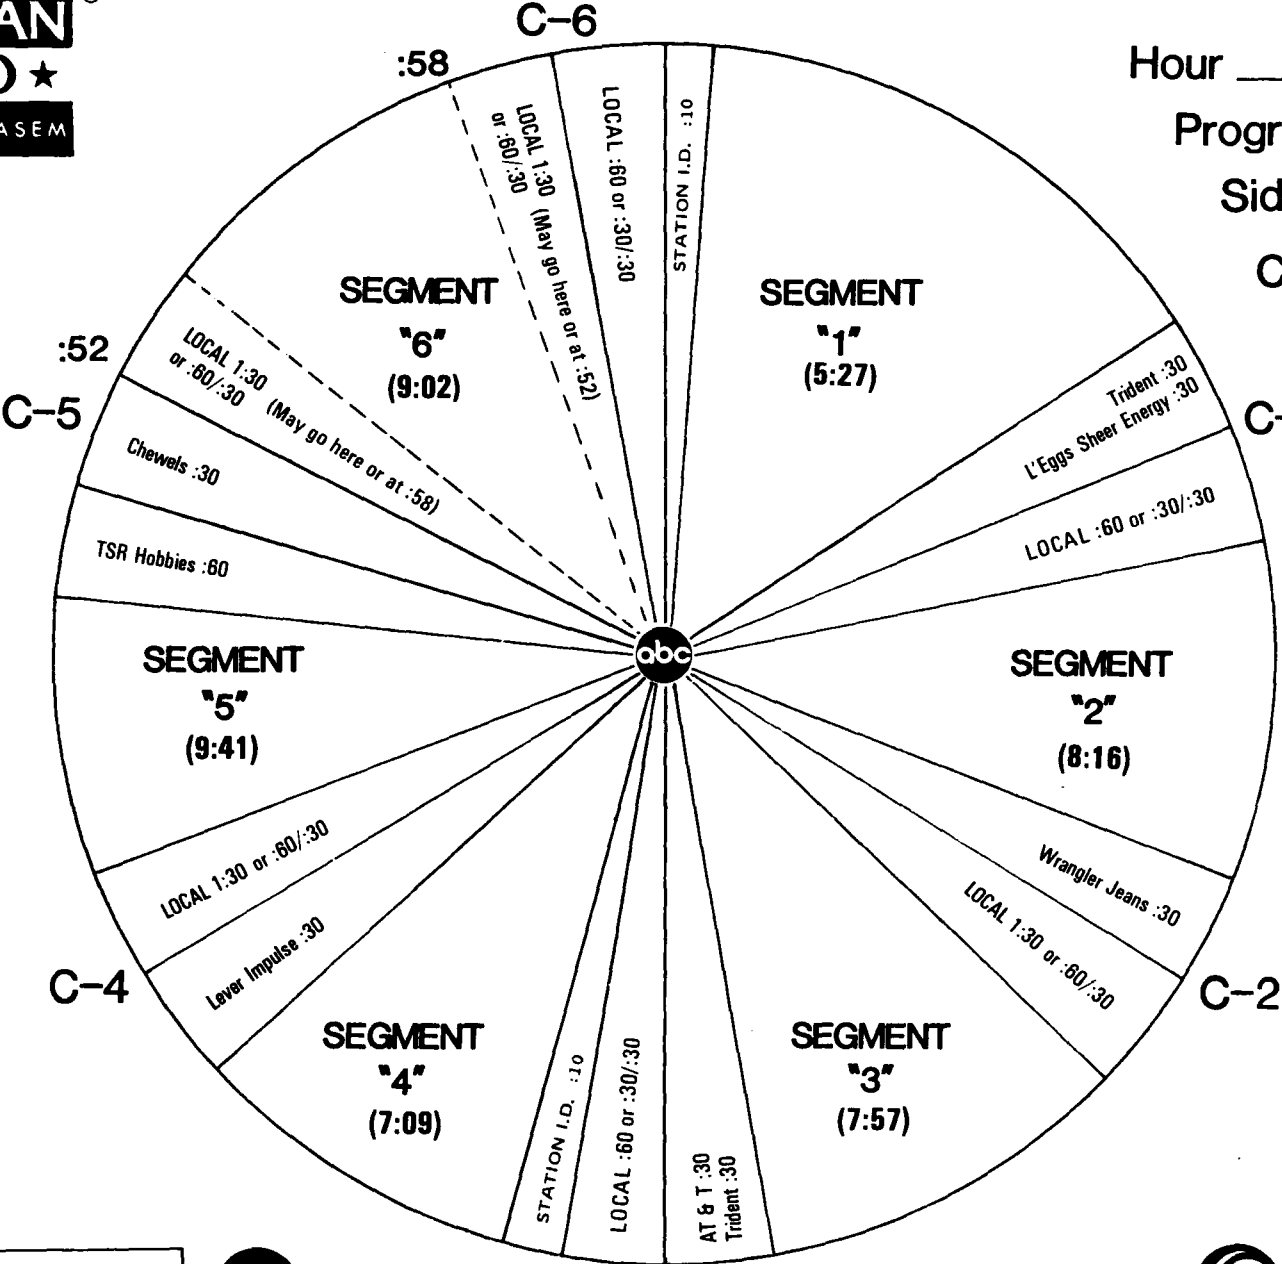 AN
C-6
:58
Hour
Progr
Sid
ASEM
STATION I.D. :10
SEGMENT
"1"
(5:27)
Trident :30
L'Eggs Sheer Energy :30
LOCAL :60 or :30/:30
SEGMENT
"2"
(8:16)
Wrangler Jeans :30
C-2
LOCAL 1:30 or :60/:30
SEGMENT
"3"
(7:57)
AT & T :30
Trident :30
LOCAL :60 or :30/:30
STATION I.D. :10
SEGMENT
"4"
(7:09)
Lever Impulse :30
C-4
LOCAL 1:30 or :60/:30
SEGMENT
"5"
(9:41)
TSR Hobbies :60
Chewels :30
C-5
:52
LOCAL 1:30 (May go here or at :58)
or :60/:30
SEGMENT
"6"
(9:02)
LOCAL 1:30 (May go here or at :52)
or :60/:30
LOCAL :60 or :30/:30
abc